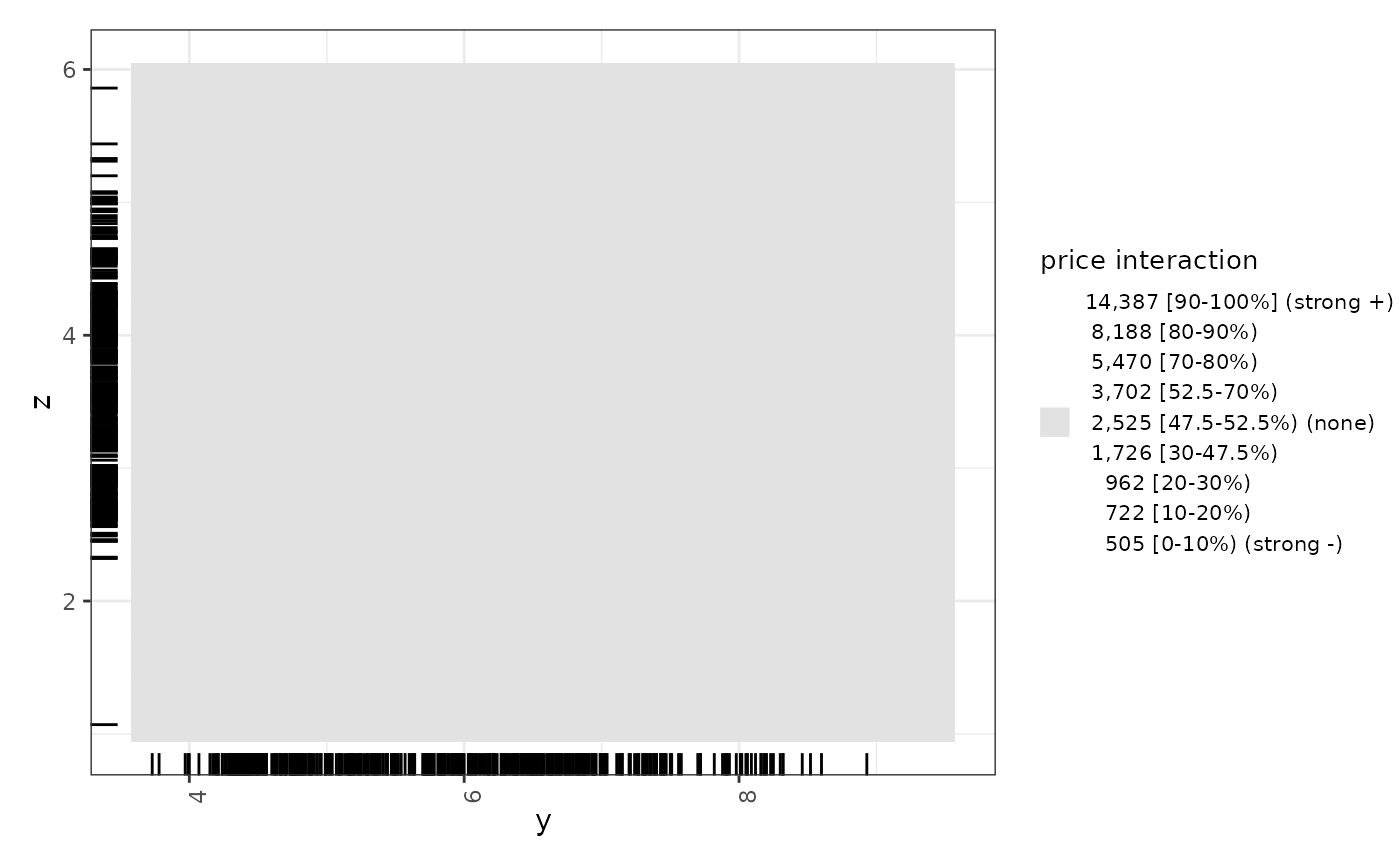 6
4
2
z
4
6
8
y
price interaction
14,387 [90-100%] (strong +)
8,188 [80-90%)
5,470 [70-80%)
3,702 [52.5-70%)
2,525 [47.5-52.5%) (none)
1,726 [30-47.5%)
962 [20-30%)
722 [10-20%)
505 [0-10%) (strong -)